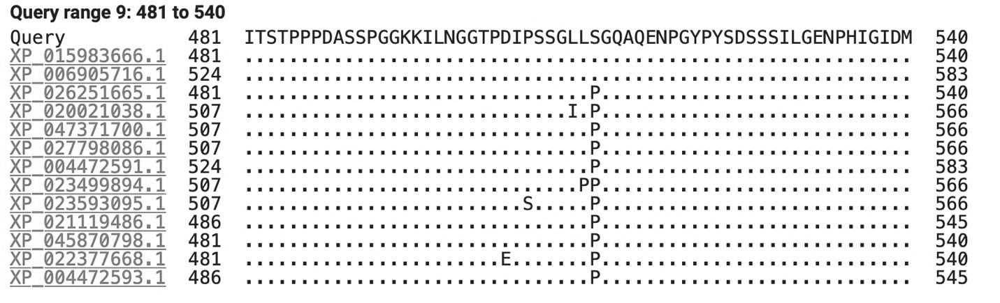 Query range 9: 481 to 540
Query 481 ITSTPPPDASSPGGKKILNGGTPDIPSSGLLSGQAQENPGYPYSDSSSILGENPHIGIDM 540
XP_015983666.1 481 ............................................................ 540
XP_006905716.1 524 ............................................................ 583
XP_026251665.1 481 ...............................P............................ 540
XP_020021038.1 507 .............................I.P............................ 566
XP_047371700.1 507 ...............................P............................ 566
XP_027798086.1 507 ...............................P............................ 566
XP_004472591.1 524 ...............................P............................ 583
XP_023499894.1 507 ..............................PP............................ 566
XP_023593095.1 507 .........................S.....P............................ 566
XP_021119486.1 486 ...............................P............................ 545
XP_045870798.1 481 ...............................P............................ 540
XP_022377668.1 481 .......................E.......P............................ 540
XP_004472593.1 486 ...............................P............................ 545